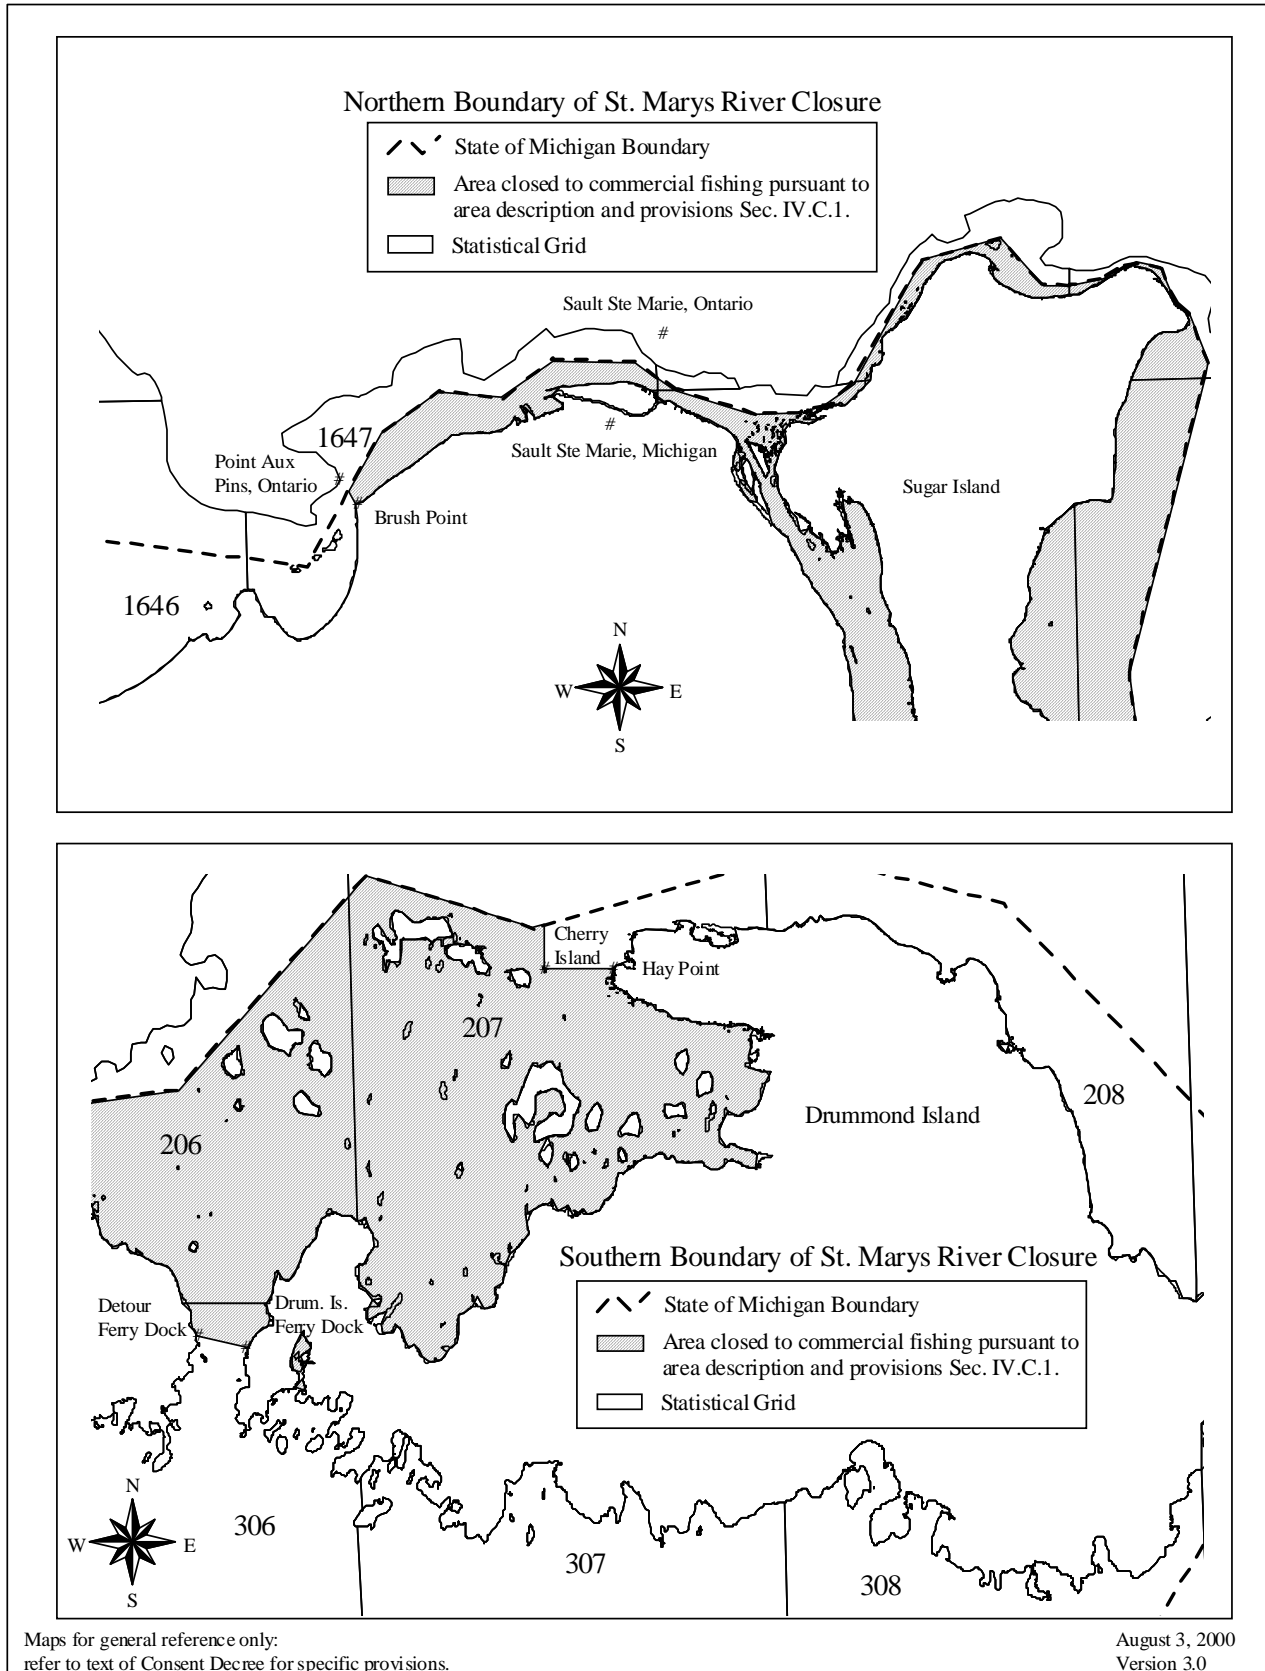 Northern Boundary of St. Marys River Closure
State of Michigan Boundary
Area closed to commercial fishing pursuant to
area description and provisions Sec. IV.C.1.
Statistical Grid
Sault Ste Marie, Ontario
#
1647
#
Sault Ste Marie, Michigan
Point Aux
Pins, Ontario
#
#
Brush Point
Sugar Island
1646
N
W
E
S
Cherry
Island
#
#
Hay Point
207
208
Drummond Island
206
Southern Boundary of St. Marys River Closure
State of Michigan Boundary
Area closed to commercial fishing pursuant to
area description and provisions Sec. IV.C.1.
Statistical Grid
Detour
Ferry Dock
#
Drum. Is.
Ferry Dock
#
N
W
E
S
306
307
308
Maps for general reference only:
refer to text of Consent Decree for specific provisions.
August 3, 2000
Version 3.0